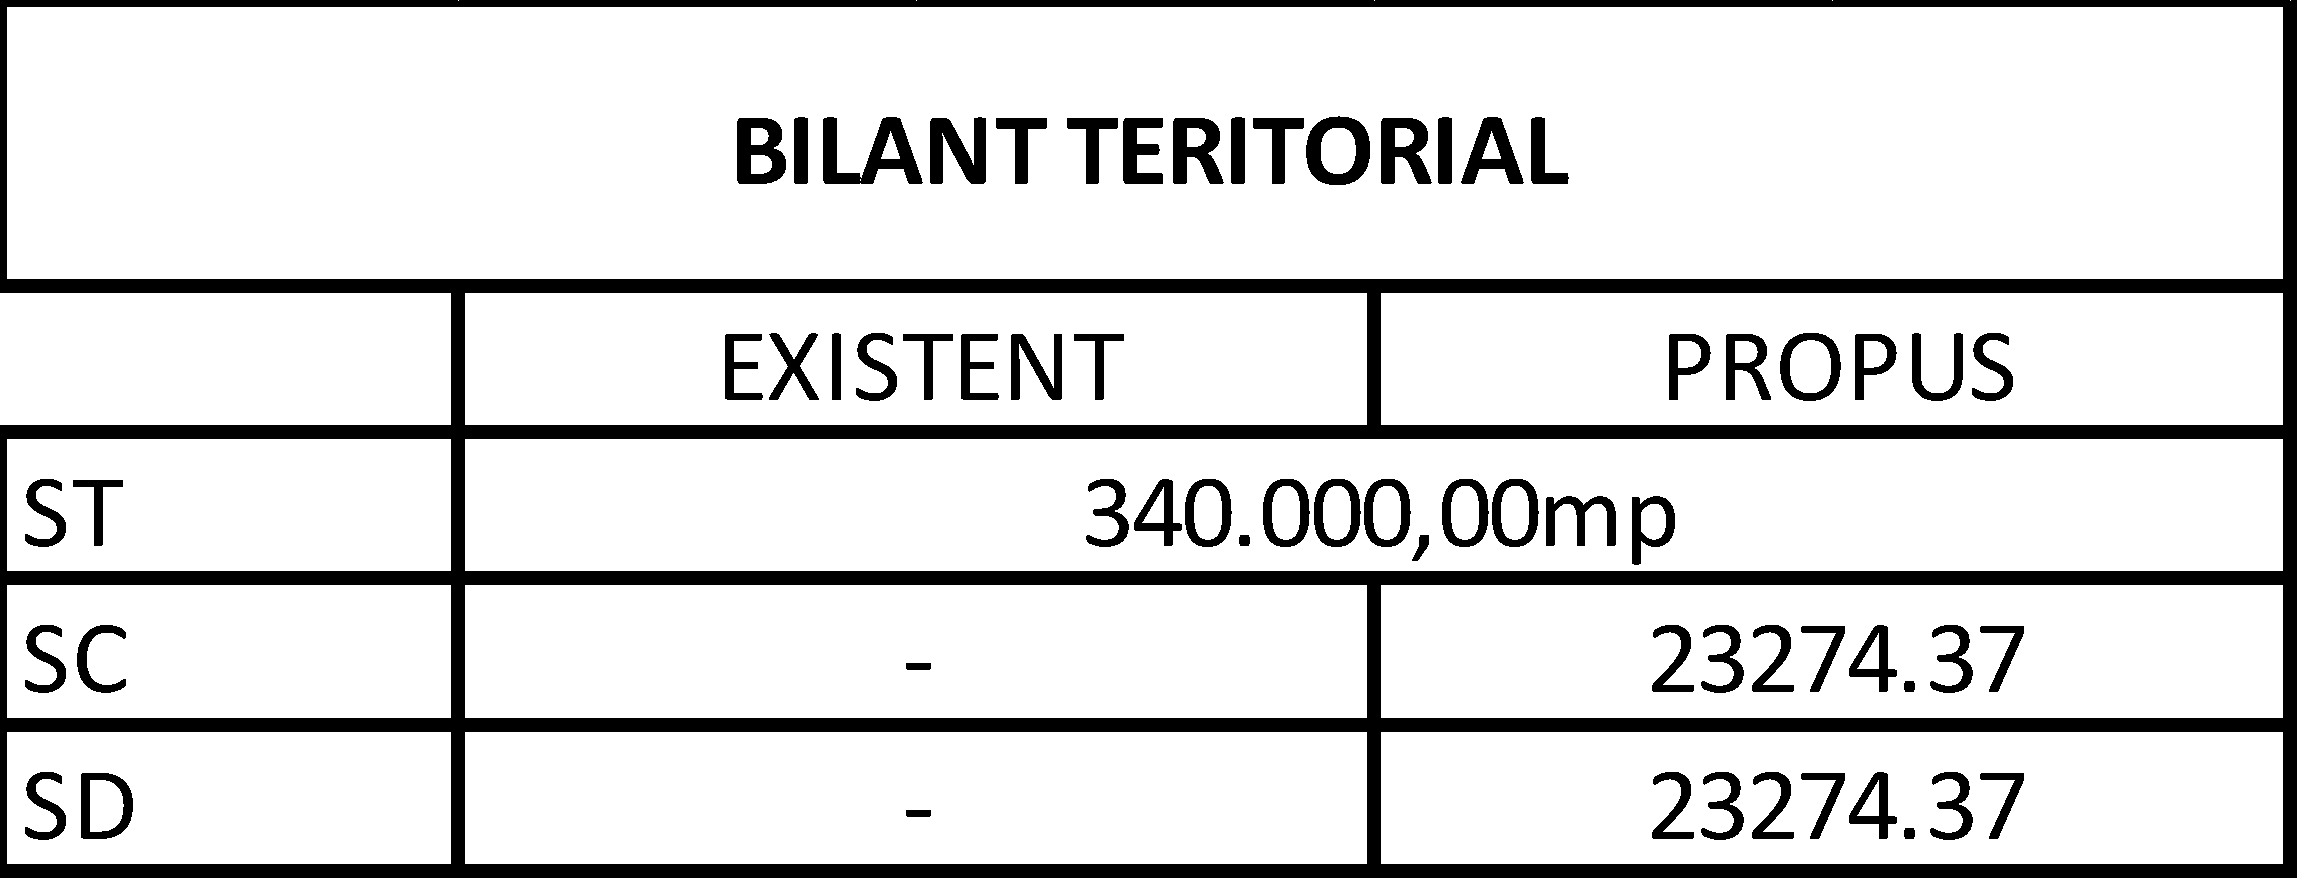 BILANT TERITORIAL
EXISTENT PROPUS
ST 340.000,00mp
SC - 23274.37
SD - 23274.37